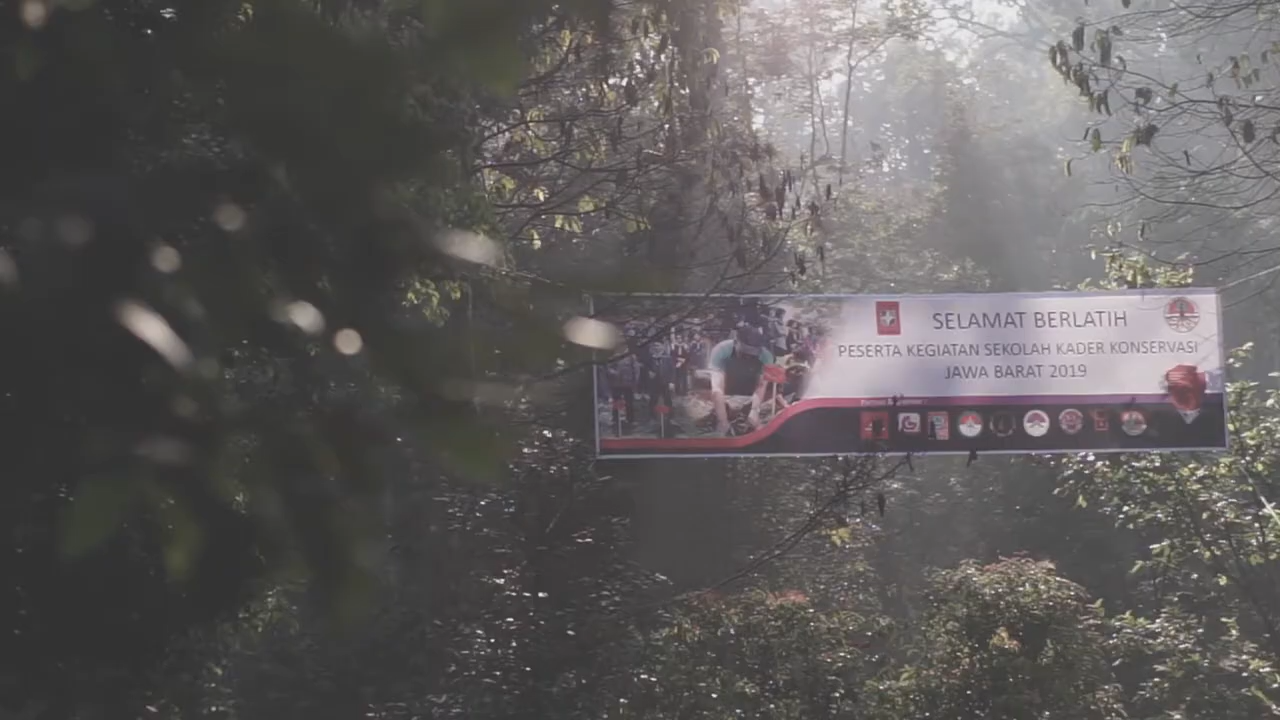 SELAMAT BERLATIH
PESERTA KEGIATAN SEKOLAH KADER KONSERVASI
JAWA BARAT 2019